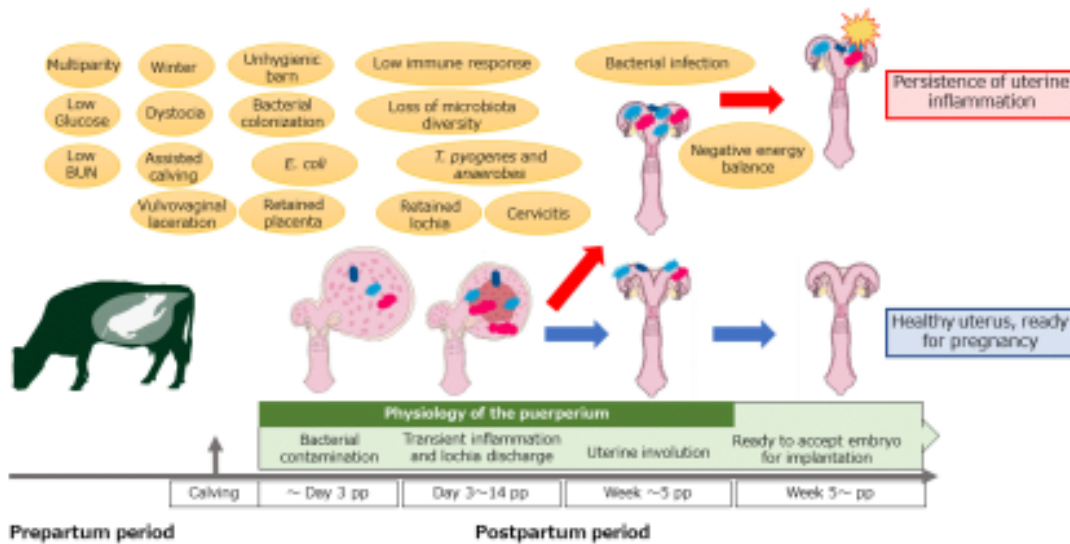 Multiparity
Winter
Unhygienic
barn
Low immune response
Bacterial infection
Persistence of uterine
inflammation
Low
Glucose
Dystocia
Bacterial
colonization
Loss of microbiota
diversity
Low
BUN
Assisted
calving
E. coli
T. pyogenes and
anaerobes
Negative energy
balance
Vulvovaginal
laceration
Retained
placenta
Retained
lochia
Cervicitis
Healthy uterus, ready
for pregnancy
Physiology of the puerperium
Bacterial
contamination
Transient inflammation
and lochia discharge
Uterine involution
Ready to accept embryo
for implantation
Calving
～ Day 3 pp
Day 3～14 pp
Week ～5 pp
Week 5～ pp
Prepartum period
Postpartum period